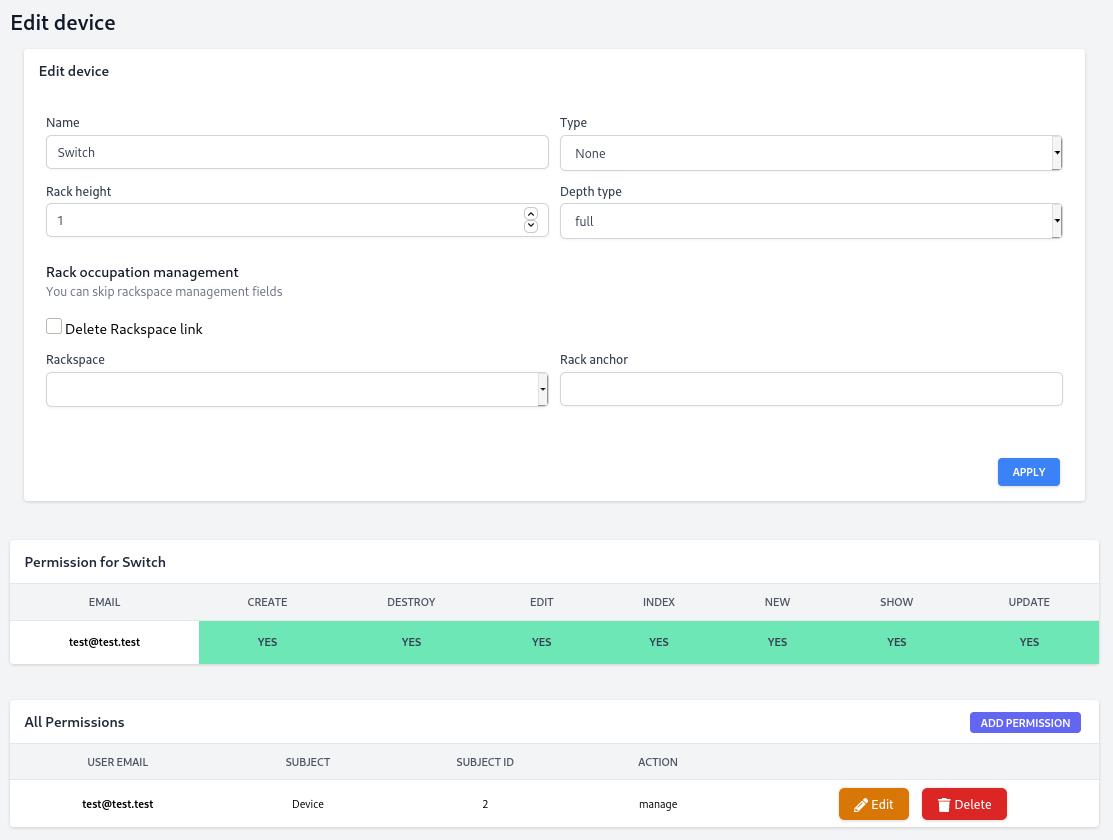 Edit device
Edit device
Name Type
Switch None
Rack height Depth type
1 full
Rack occupation management
You can skip rackspace management fields
Delete Rackspace link
Rackspace Rack anchor
APPLY
Permission for Switch
EMAIL CREATE DESTROY EDIT INDEX NEW SHOW UPDATE
test@test.test YES YES YES YES YES YES YES
All Permissions ADD PERMISSION
USER EMAIL SUBJECT SUBJECT ID ACTION
test@test.test Device 2 manage Edit Delete